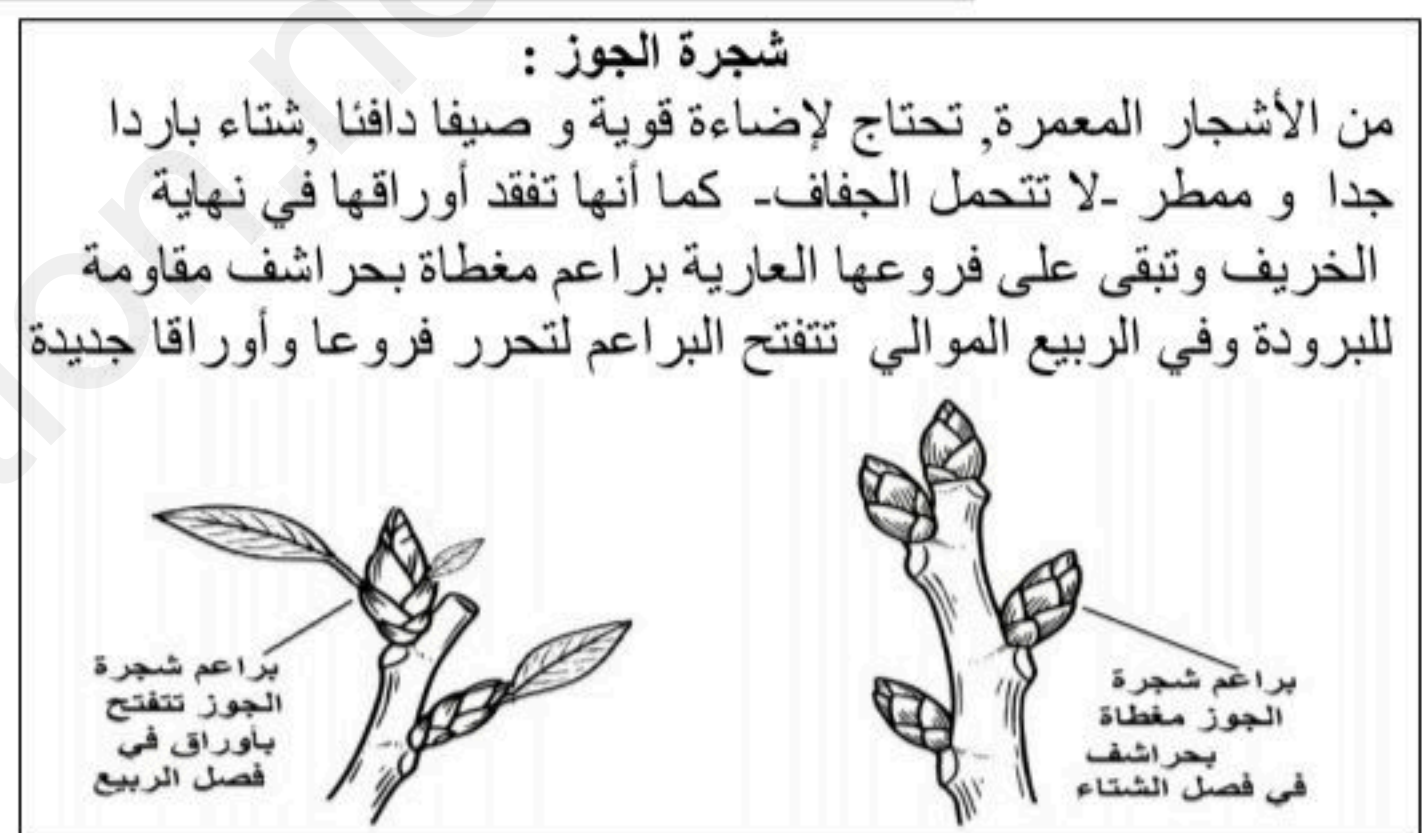 شجرة الجوز :
من الأشجار المعمرة, تحتاج لإضاءة قوية و صيفا دافئا ,شتاء باردا
جدا و ممطر -لا تتحمل الجفاف- كما أنها تفقد أوراقها في نهاية
الخريف وتبقى على فروعها العارية براعم مغطاة بحراشف مقاومة
للبرودة وفي الربيع الموالي تتفتح البراعم لتحرر فروعا وأوراقا جديدة
براعم شجرة
الجوز مغطاة
بحراشف
في فصل الشتاء
براعم شجرة
الجوز تتفتح
بأوراق في
فصل الربيع